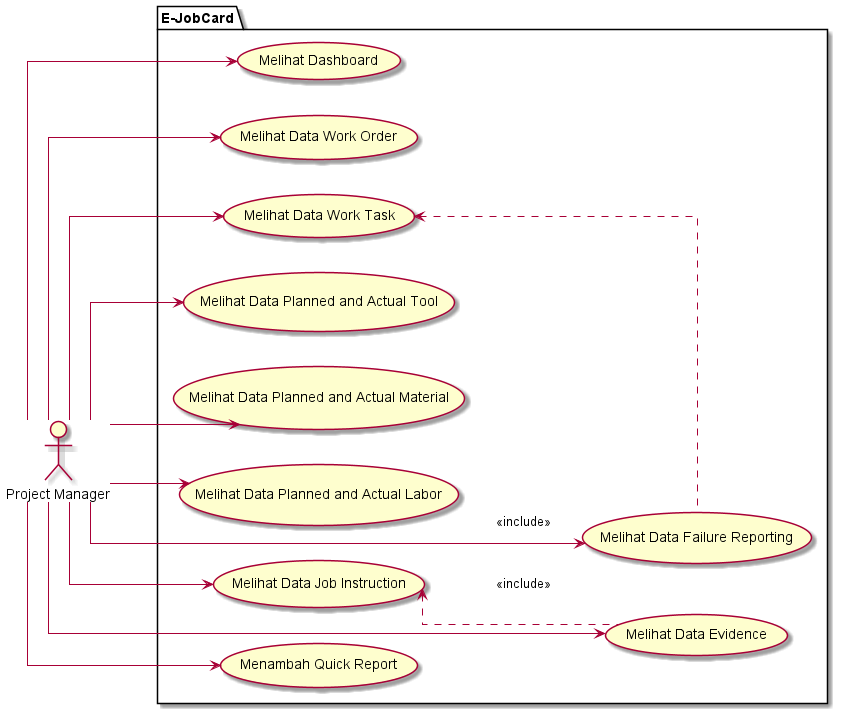 E-JobCard
Melihat Dashboard
Melihat Data Work Order
Melihat Data Work Task
Melihat Data Planned and Actual Tool
Melihat Data Planned and Actual Material
Project Manager
Melihat Data Planned and Actual Labor
«include»
Melihat Data Failure Reporting
Melihat Data Job Instruction
«include»
Melihat Data Evidence
Menambah Quick Report